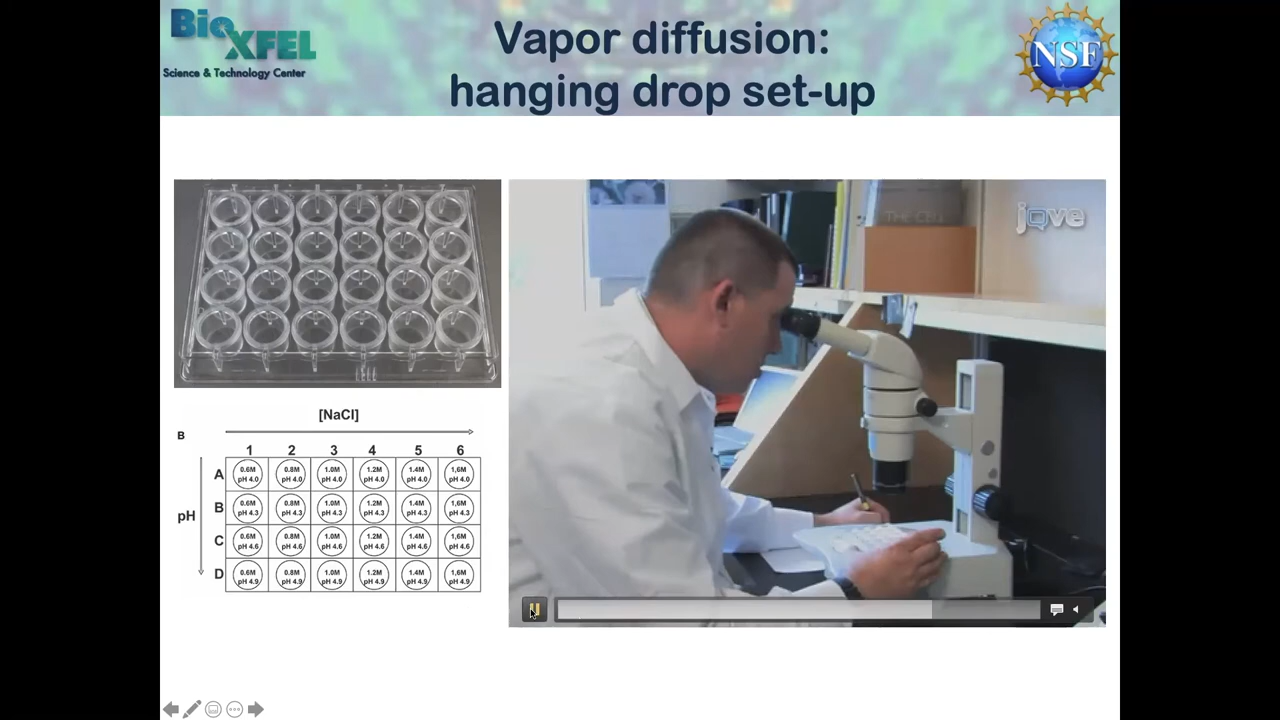 BioXFEL
Science & Technology Center
Vapor diffusion:
hanging drop set-up
NSF
THE CELL
jove
[NaCl]
B
1 2 3 4 5 6
pH
A
0.6M 0.8M 1.0M 1.2M 1.4M 1,6M
pH 4.0 pH 4.0 pH 4.0 pH 4.0 pH 4.0 pH 4.0
B
0.6M 0.8M 1.0M 1.2M 1.4M 1,6M
pH 4.3 pH 4.3 pH 4.3 pH 4.3 pH 4.3 pH 4.3
C
0.6M 0.8M 1.0M 1.2M 1.4M 1,6M
pH 4.6 pH 4.6 pH 4.6 pH 4.6 pH 4.6 pH 4.6
D
0.6M 0.8M 1.0M 1.2M 1.4M 1,6M
pH 4.9 pH 4.9 pH 4.9 pH 4.9 pH 4.9 pH 4.9